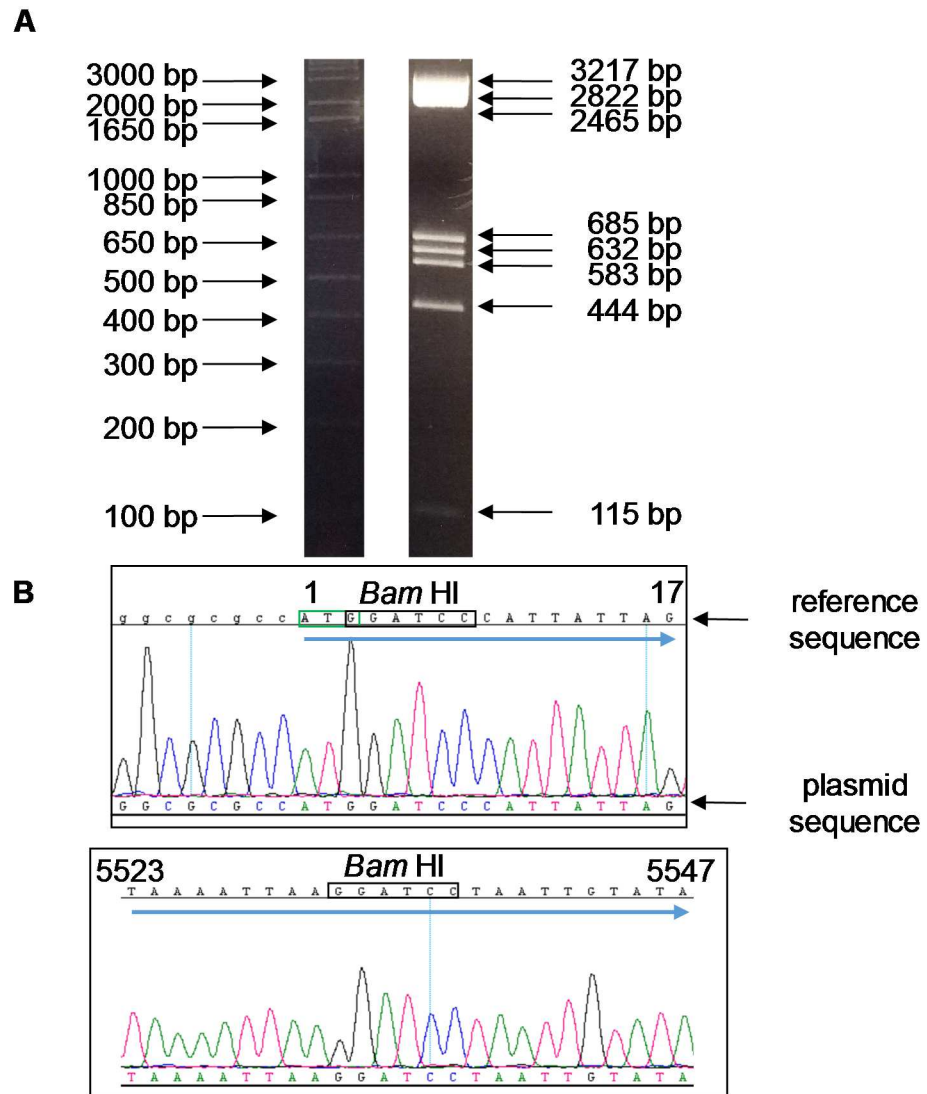 A
3000 bp
2000 bp
1650 bp
1000 bp
850 bp
650 bp
500 bp
400 bp
300 bp
200 bp
100 bp
3217 bp
2822 bp
2465 bp
685 bp
632 bp
583 bp
444 bp
115 bp
B
1 Bam HI 17
g g c g c g c c A T G G A T C C C A T T A T T A G
reference
sequence
G G C G C G C C A T G G A T C C C A T T A T T A G
plasmid
sequence
5523 Bam HI 5547
T A A A A T T A A G G A T C C T A A T T G T A T A
T A A A A T T A A G G A T C C T A A T T G T A T A